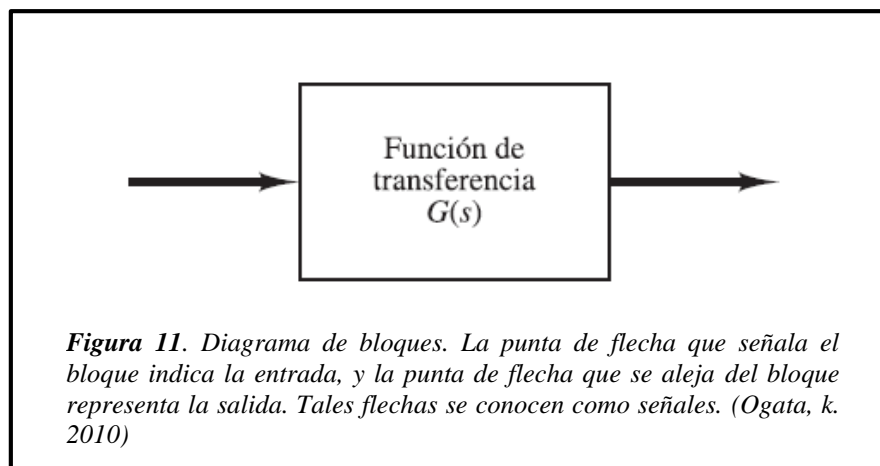 Función de
transferencia
G(s)
Figura 11. Diagrama de bloques. La punta de flecha que señala el
bloque indica la entrada, y la punta de flecha que se aleja del bloque
representa la salida. Tales flechas se conocen como señales. (Ogata, k.
2010)